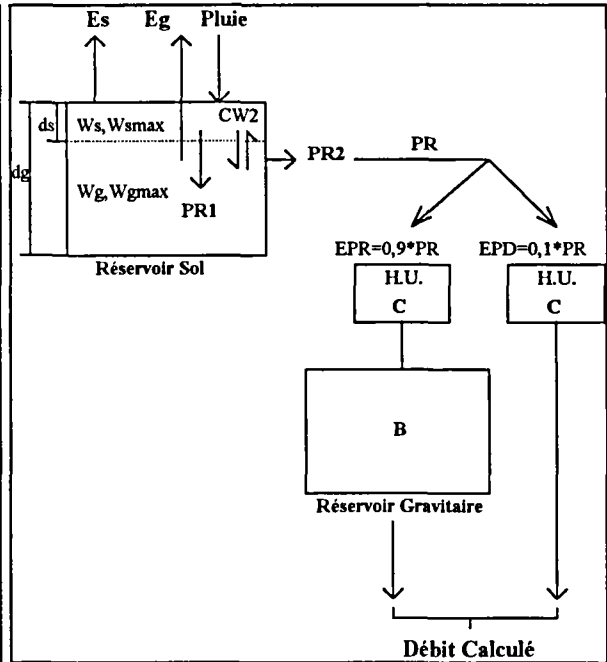 Es Eg Pluie
CW2
ds Ws,Wsmax
dg
Wg,Wgmax
PR1
PR2 PR
Réservoir Sol
EPR=0,9*PR EPD=0,1*PR
H.U. H.U.
C C
B
Réservoir Gravitaire
Débit Calculé